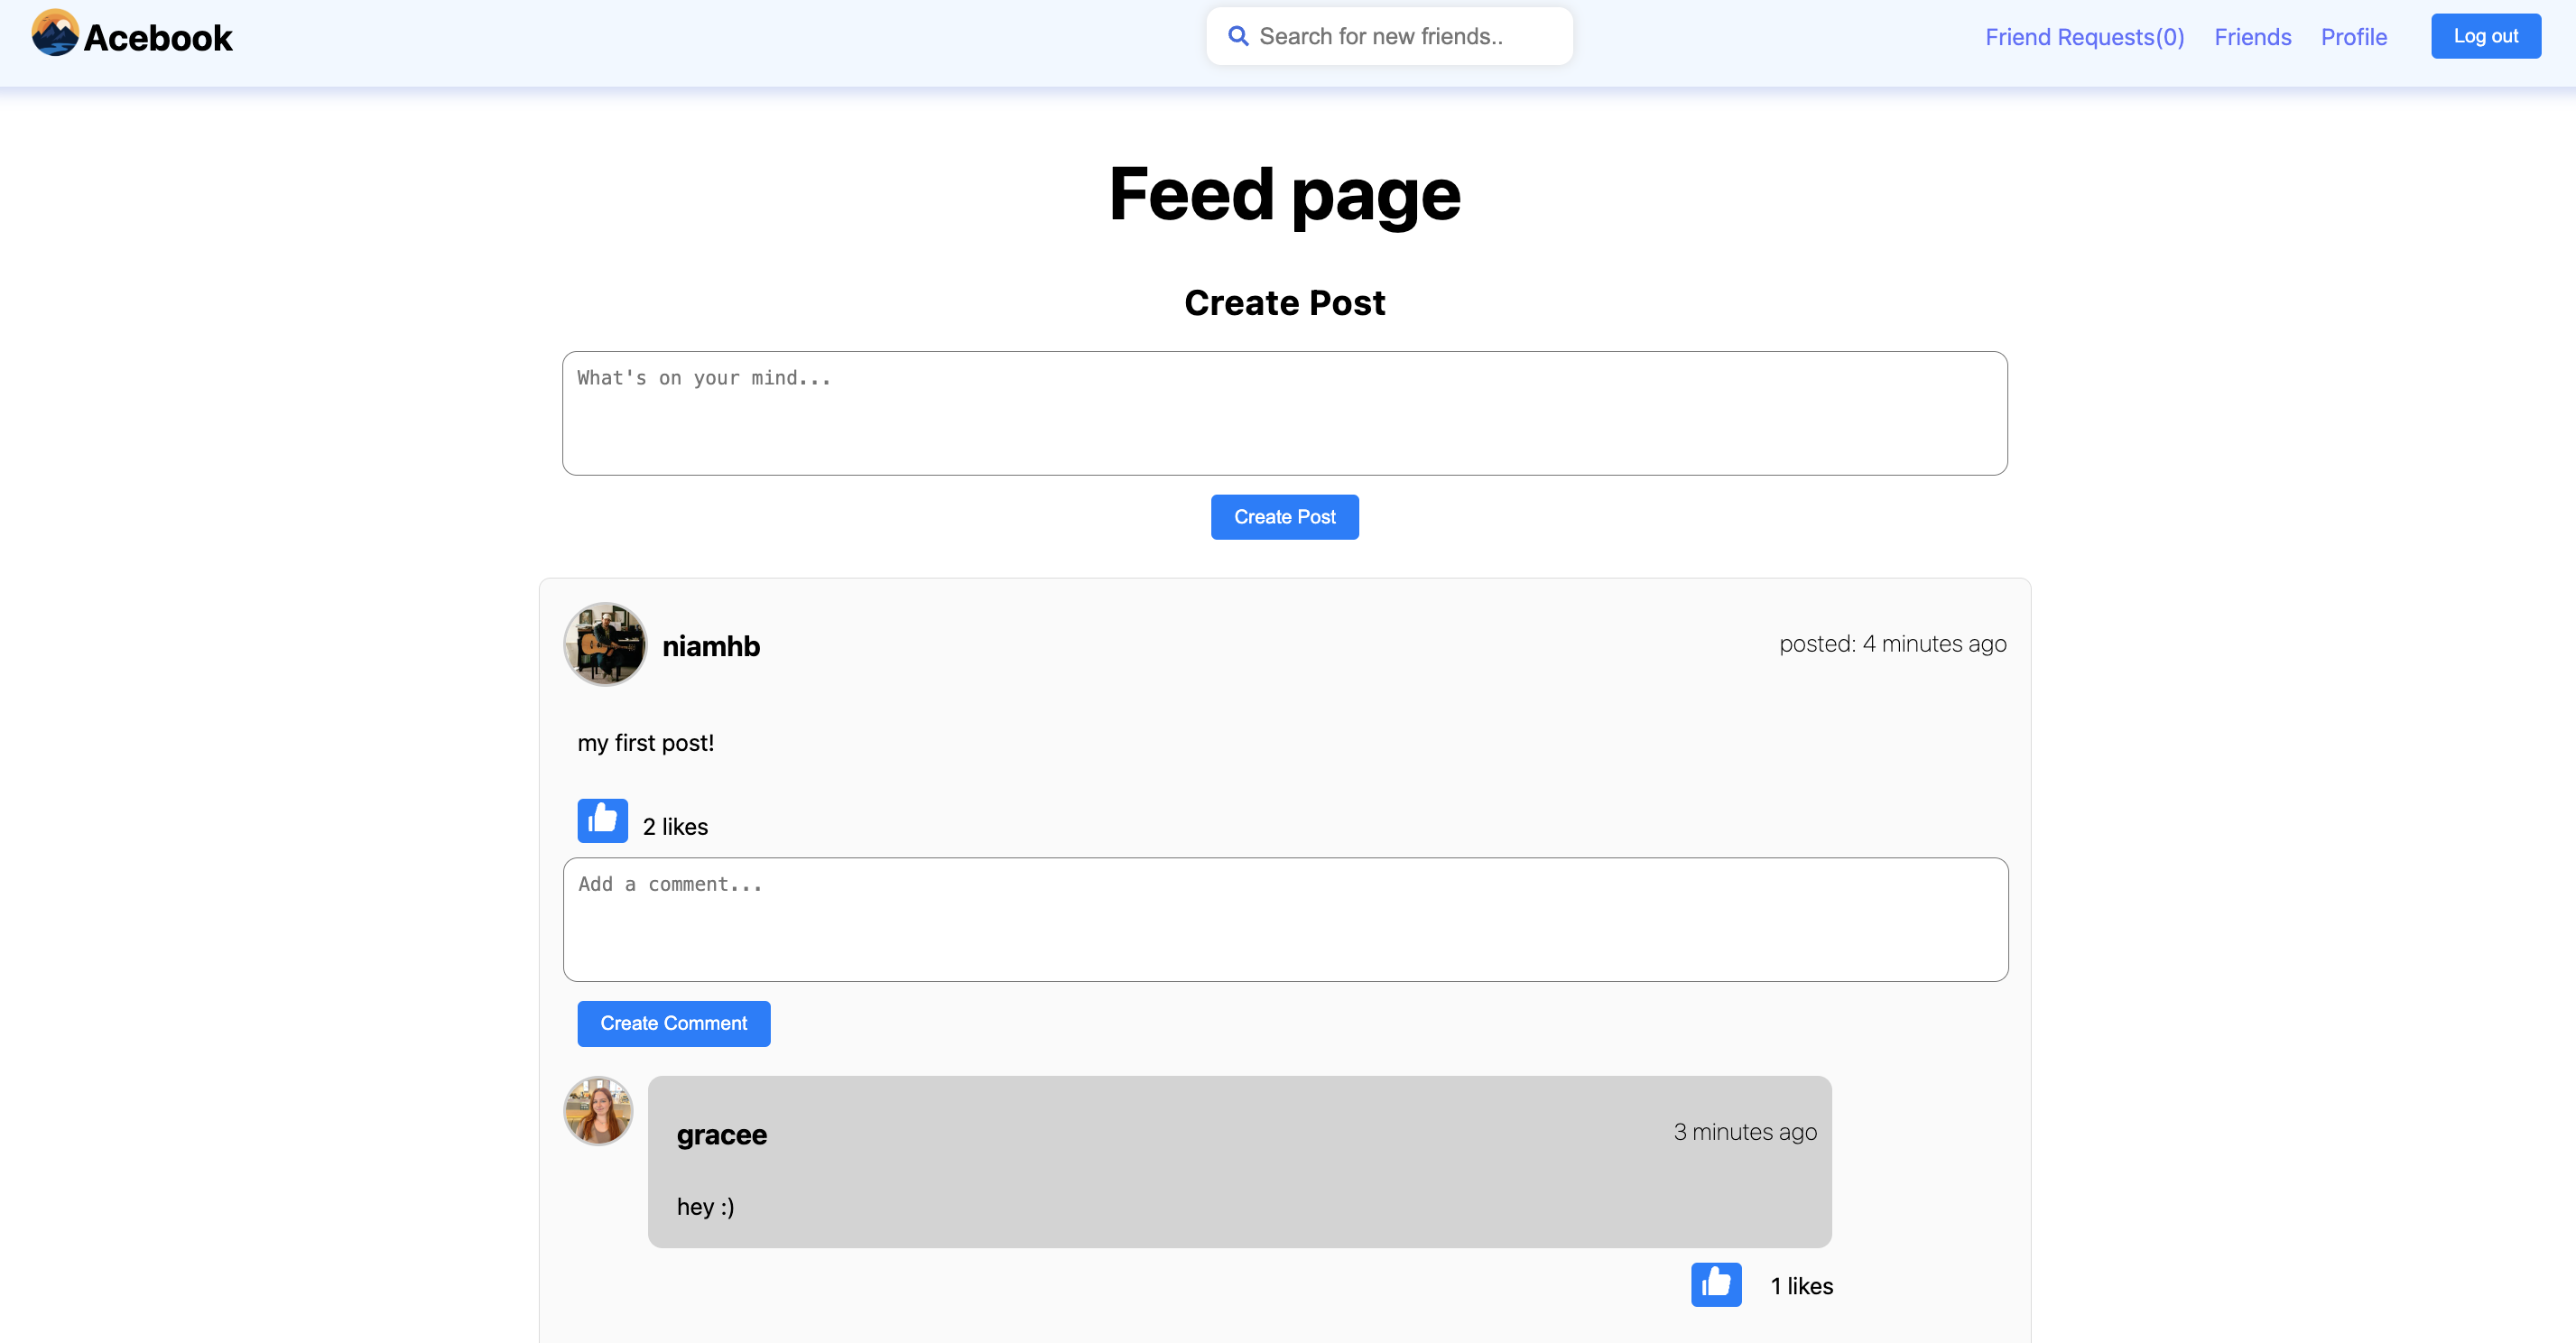 Acebook
Search for new friends..
Friend Requests(0)
Friends
Profile
Log out
Feed page
Create Post
What's on your mind...
Create Post
niamhb
posted: 4 minutes ago
my first post!
2 likes
Add a comment...
Create Comment
gracee
3 minutes ago
hey :)
1 likes